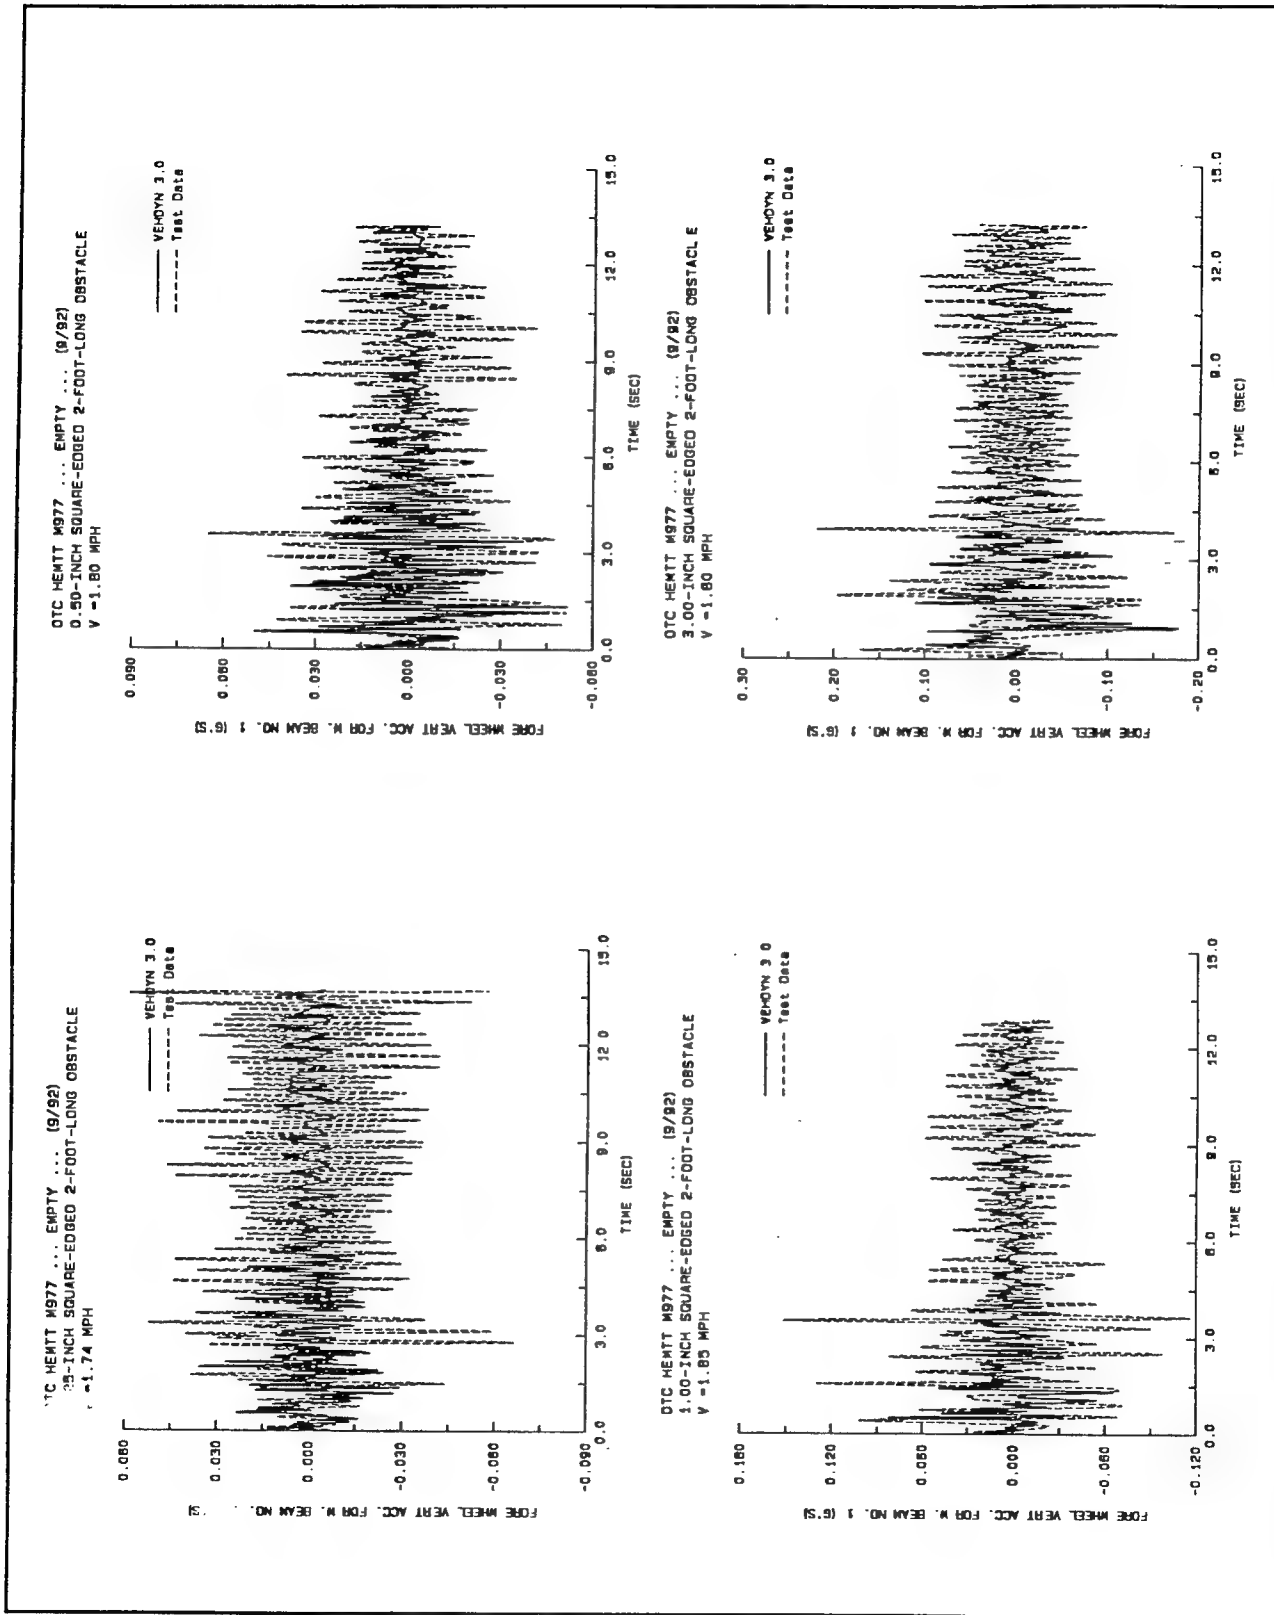 TC HEMTT M977 ... EMPTY ... (9/92)
25-INCH SQUARE-EDGED 2-FOOT-LONG OBSTACLE
=1.74 MPH
VEHDYN 3.0
Test Data
FORE WHEEL VERT ACC. FOR W. BEAM NO.
0.060
0.030
0.000
-0.030
-0.060
-0.090
0.0
3.0
6.0
9.0
12.0
15.0
TIME (SEC)
OTC HEMTT M977 ... EMPTY ... (9/92)
0.50-INCH SQUARE-EDGED 2-FOOT-LONG OBSTACLE
V =1.80 MPH
VEHDYN 3.0
Test Data
FORE WHEEL VERT ACC. FOR W. BEAM NO. 1 (G'S)
0.090
0.060
0.030
0.000
-0.030
-0.060
0.0
3.0
6.0
9.0
12.0
15.0
TIME (SEC)
OTC HEMTT M977 ... EMPTY ... (9/92)
1.00-INCH SQUARE-EDGED 2-FOOT-LONG OBSTACLE
V =1.85 MPH
VEHDYN 3.0
Test Data
FORE WHEEL VERT ACC. FOR W. BEAM NO. 1 (G'S)
0.180
0.060
0.000
-0.060
-0.120
0.0
3.0
6.0
9.0
12.0
15.0
TIME (SEC)
OTC HEMTT M977 ... EMPTY ... (9/92)
3.00-INCH SQUARE-EDGED 2-FOOT-LONG OBSTACLE
V =1.60 MPH
VEHDYN 3.0
Test Data
FORE WHEEL VERT ACC. FOR W. BEAM NO. 1 (G'S)
0.30
0.20
0.10
0.00
-0.10
-0.20
0.0
3.0
6.0
9.0
12.0
15.0
TIME (SEC)